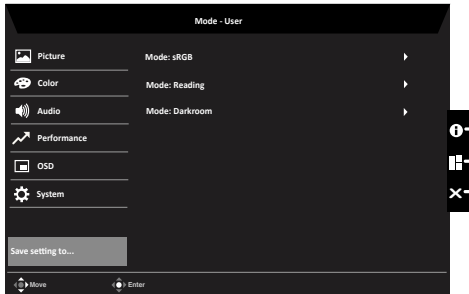 Mode - User
Picture
Mode: sRGB
Color
Mode: Reading
Audio
Mode: Darkroom
Performance
OSD
System
Save setting to...
Move
Enter